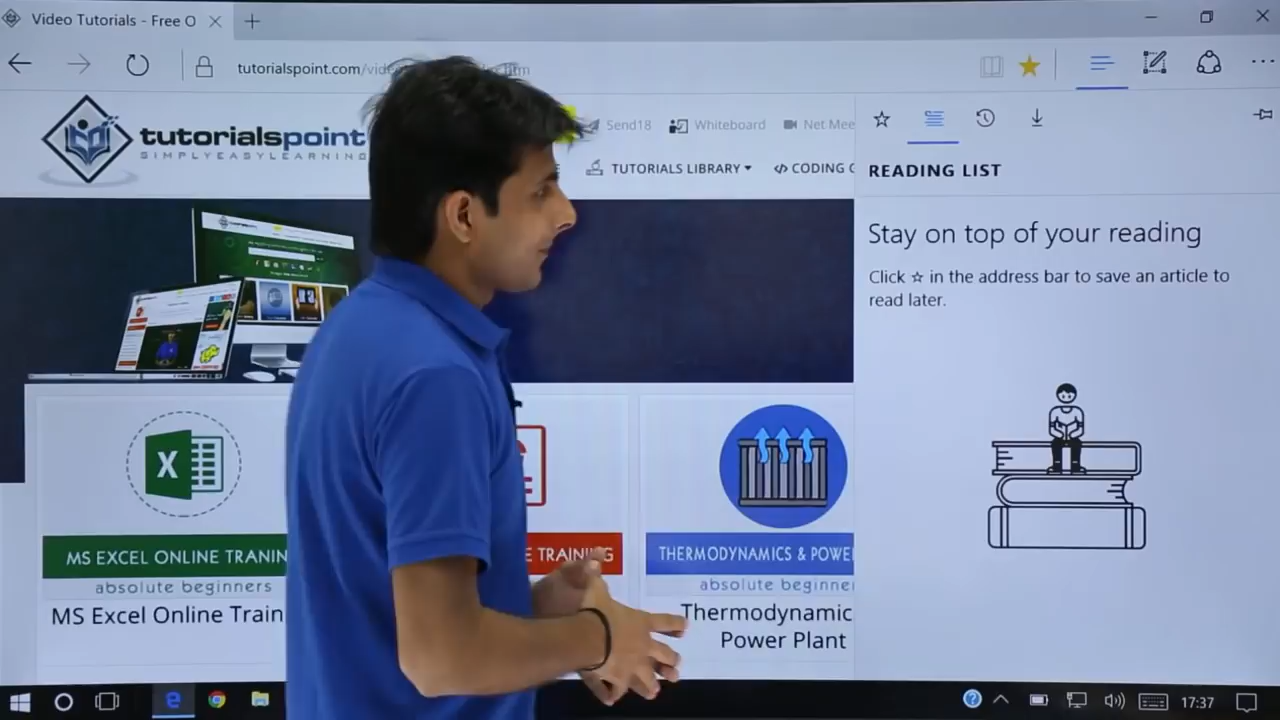 Video Tutorials - Free O
tutorialspoint.com/vid
htm
tutorialspoint
SIMPLYEASYLEARNING
Send18
Whiteboard
Net Mee
TUTORIALS LIBRARY
</> CODING G
READING LIST
Stay on top of your reading
Click ☆ in the address bar to save an article to
read later.
X
MS EXCEL ONLINE TRANIN
absolute beginners
MS Excel Online Train
E TRAINING
THERMODYNAMICS & POWE
absolute beginner
Thermodynamic
Power Plant
17:37